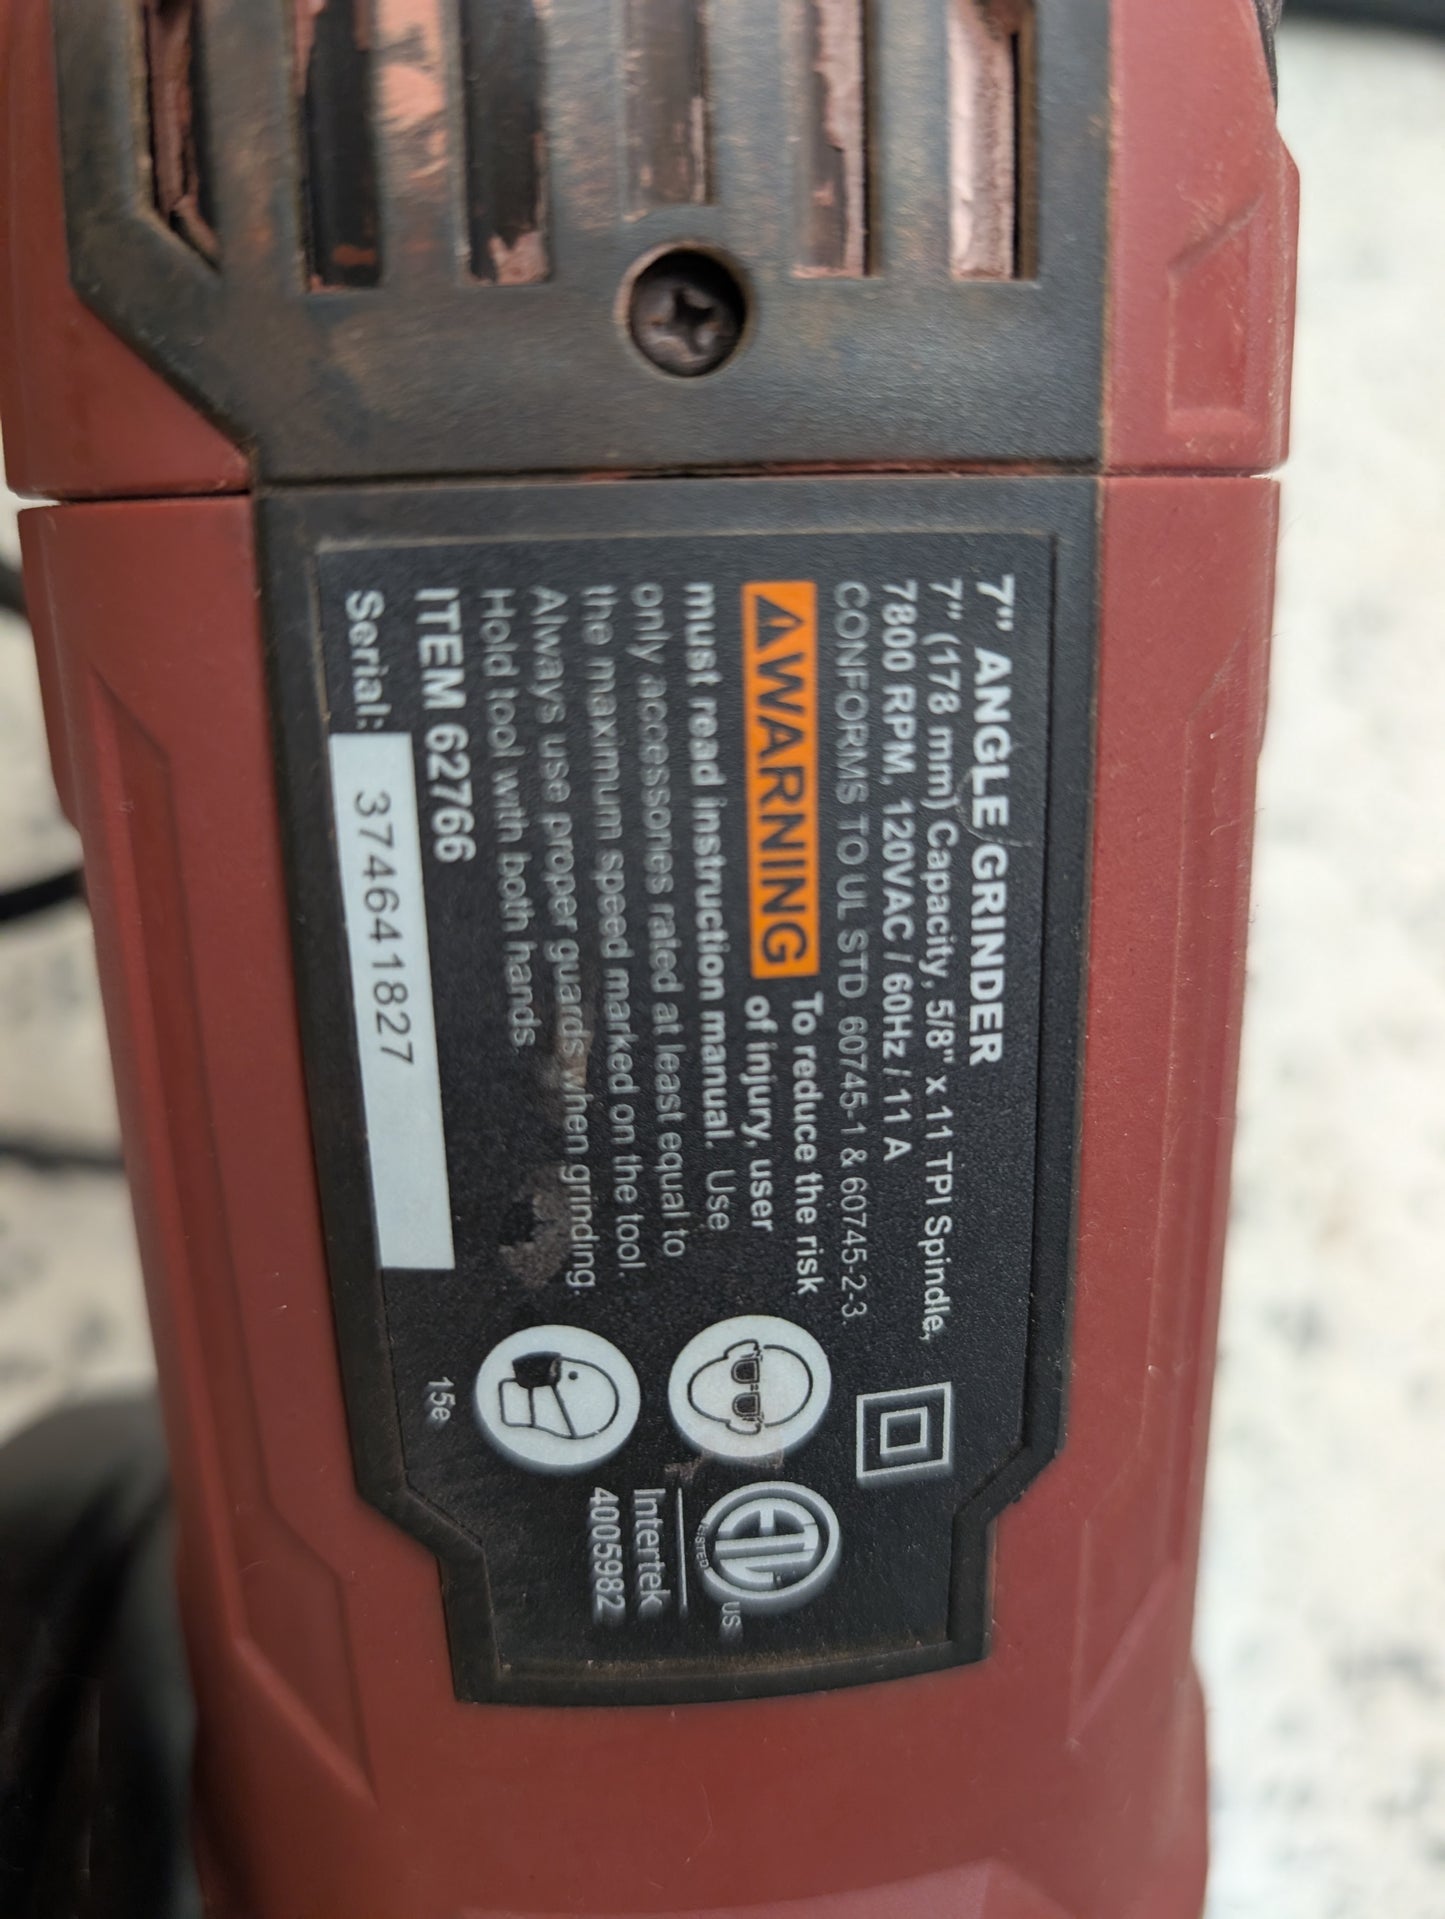 7" ANGLE GRINDER
7" (178 mm) Capacity, 5/8" x 11 TPI Spindle,
7800 RPM, 120VAC / 60Hz / 11 A
CONFORMS TO UL STD. 60745-1 & 60745-2-3.
WARNING To reduce the risk
of injury, user
must read instruction manual. Use
only accessories rated at least equal to
the maximum speed marked on the tool.
Always use proper guards when grinding.
Hold tool with both hands.
ITEM 62766
Serial: 374641827
15e
ETL
LISTED
US
Intertek
4005982